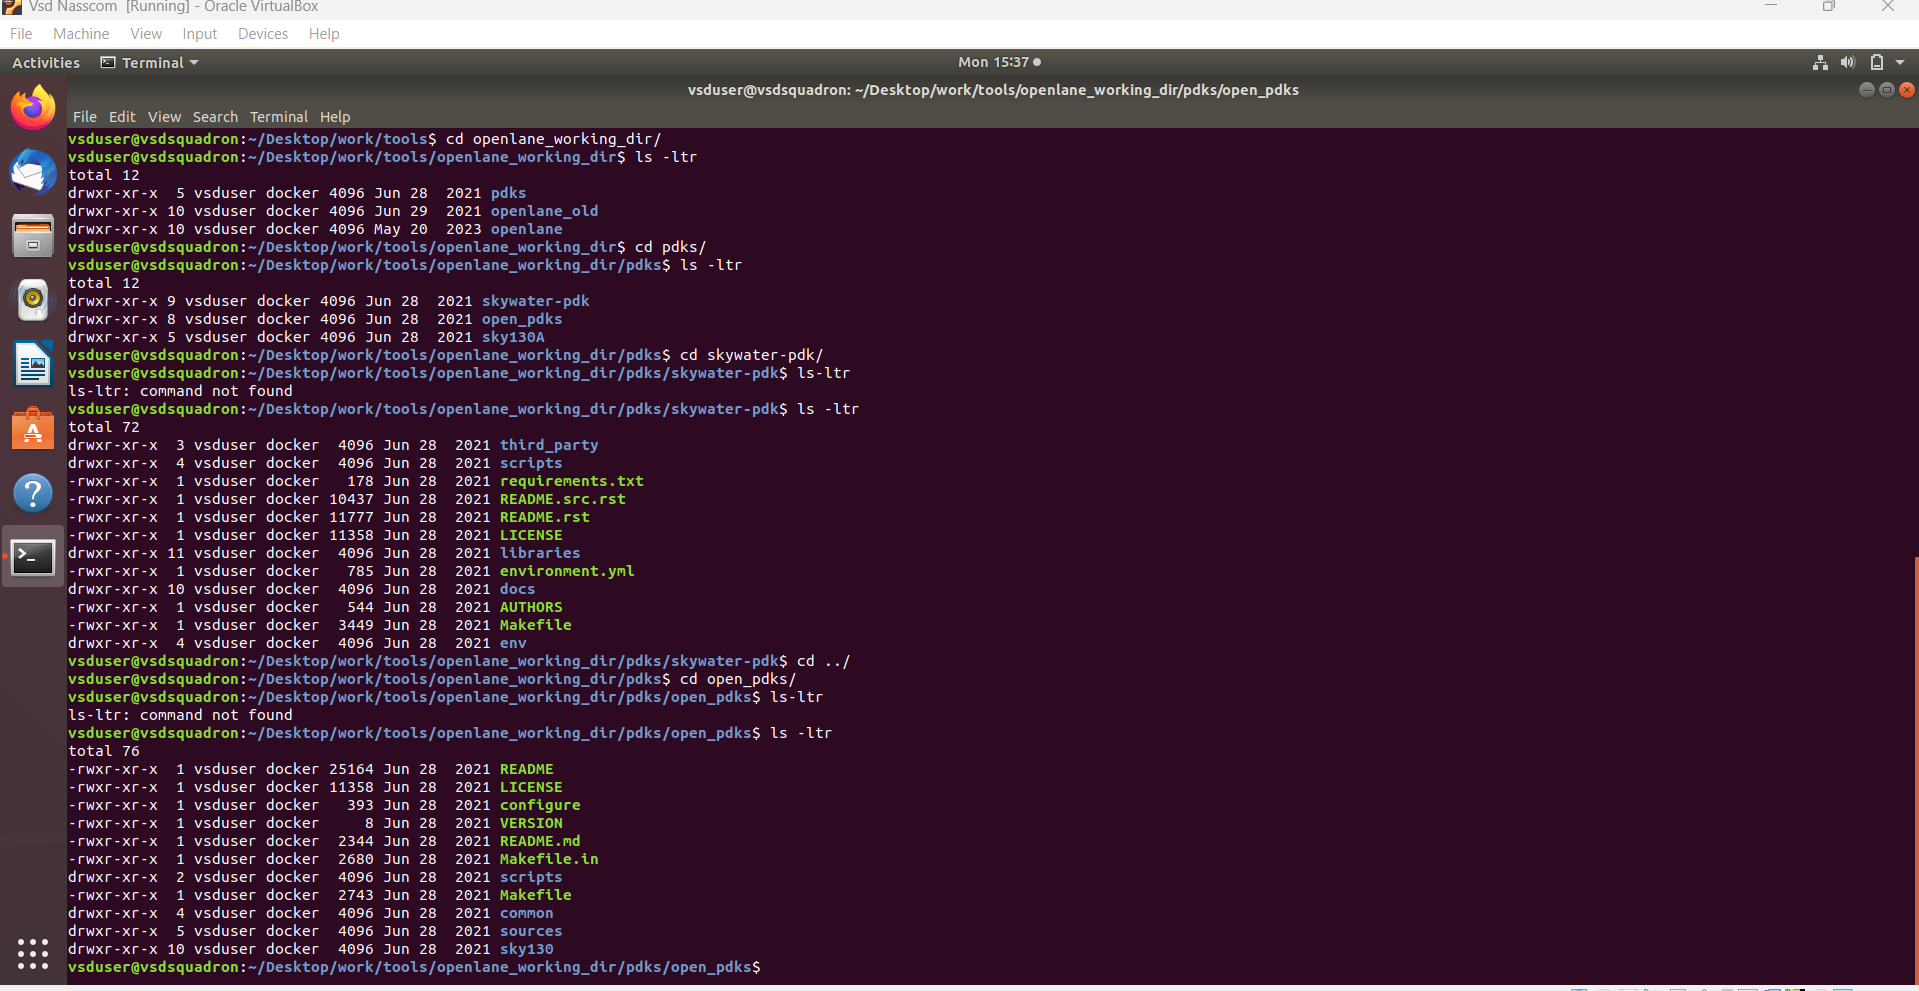 Vsd Nasscom [Running] - Oracle VirtualBox
File Machine View Input Devices Help
Activities Terminal Mon 15:37
vsduser@vsdsquadron: ~/Desktop/work/tools/openlane_working_dir/pdks/open_pdks
File Edit View Search Terminal Help
vsduser@vsdsquadron:~/Desktop/work/tools$ cd openlane_working_dir/
vsduser@vsdsquadron:~/Desktop/work/tools/openlane_working_dir$ ls -ltr
total 12
drwxr-xr-x  5 vsduser docker 4096 Jun 28  2021 pdks
drwxr-xr-x 10 vsduser docker 4096 Jun 29  2021 openlane_old
drwxr-xr-x 10 vsduser docker 4096 May 20  2023 openlane
vsduser@vsdsquadron:~/Desktop/work/tools/openlane_working_dir$ cd pdks/
vsduser@vsdsquadron:~/Desktop/work/tools/openlane_working_dir/pdks$ ls -ltr
total 12
drwxr-xr-x 9 vsduser docker 4096 Jun 28  2021 skywater-pdk
drwxr-xr-x 8 vsduser docker 4096 Jun 28  2021 open_pdks
drwxr-xr-x 5 vsduser docker 4096 Jun 28  2021 sky130A
vsduser@vsdsquadron:~/Desktop/work/tools/openlane_working_dir/pdks$ cd skywater-pdk/
vsduser@vsdsquadron:~/Desktop/work/tools/openlane_working_dir/pdks/skywater-pdk$ ls-ltr
ls-ltr: command not found
vsduser@vsdsquadron:~/Desktop/work/tools/openlane_working_dir/pdks/skywater-pdk$ ls -ltr
total 72
drwxr-xr-x  3 vsduser docker  4096 Jun 28  2021 third_party
drwxr-xr-x  4 vsduser docker  4096 Jun 28  2021 scripts
-rwxr-xr-x  1 vsduser docker   178 Jun 28  2021 requirements.txt
-rwxr-xr-x  1 vsduser docker 10437 Jun 28  2021 README.src.rst
-rwxr-xr-x  1 vsduser docker 11777 Jun 28  2021 README.rst
-rwxr-xr-x  1 vsduser docker 11358 Jun 28  2021 LICENSE
drwxr-xr-x 11 vsduser docker  4096 Jun 28  2021 libraries
-rwxr-xr-x  1 vsduser docker   785 Jun 28  2021 environment.yml
drwxr-xr-x 10 vsduser docker  4096 Jun 28  2021 docs
-rwxr-xr-x  1 vsduser docker   544 Jun 28  2021 AUTHORS
-rwxr-xr-x  1 vsduser docker  3449 Jun 28  2021 Makefile
drwxr-xr-x  4 vsduser docker  4096 Jun 28  2021 env
vsduser@vsdsquadron:~/Desktop/work/tools/openlane_working_dir/pdks/skywater-pdk$ cd ../
vsduser@vsdsquadron:~/Desktop/work/tools/openlane_working_dir/pdks$ cd open_pdks/
vsduser@vsdsquadron:~/Desktop/work/tools/openlane_working_dir/pdks/open_pdks$ ls-ltr
ls-ltr: command not found
vsduser@vsdsquadron:~/Desktop/work/tools/openlane_working_dir/pdks/open_pdks$ ls -ltr
total 76
-rwxr-xr-x  1 vsduser docker 25164 Jun 28  2021 README
-rwxr-xr-x  1 vsduser docker 11358 Jun 28  2021 LICENSE
-rwxr-xr-x  1 vsduser docker   393 Jun 28  2021 configure
-rwxr-xr-x  1 vsduser docker     8 Jun 28  2021 VERSION
-rwxr-xr-x  1 vsduser docker  2344 Jun 28  2021 README.md
-rwxr-xr-x  1 vsduser docker  2680 Jun 28  2021 Makefile.in
drwxr-xr-x  2 vsduser docker  4096 Jun 28  2021 scripts
-rwxr-xr-x  1 vsduser docker  2743 Jun 28  2021 Makefile
drwxr-xr-x  4 vsduser docker  4096 Jun 28  2021 common
drwxr-xr-x  5 vsduser docker  4096 Jun 28  2021 sources
drwxr-xr-x 10 vsduser docker  4096 Jun 28  2021 sky130
vsduser@vsdsquadron:~/Desktop/work/tools/openlane_working_dir/pdks/open_pdks$